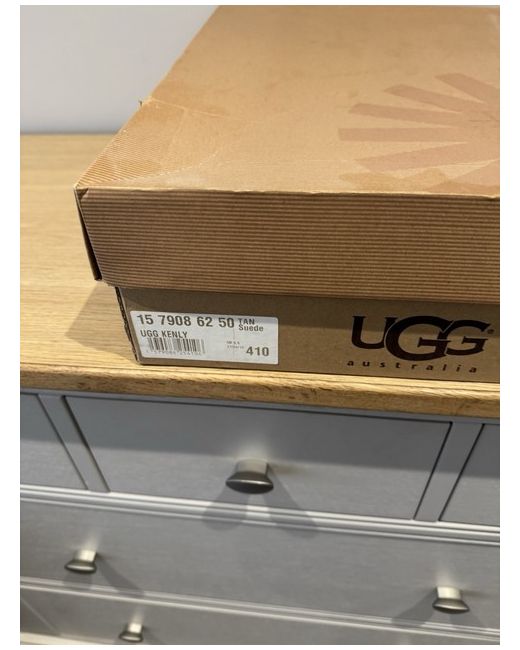 15 7908 62 50 TAN
Suede
UGG KENLY
410
UGG®
australia